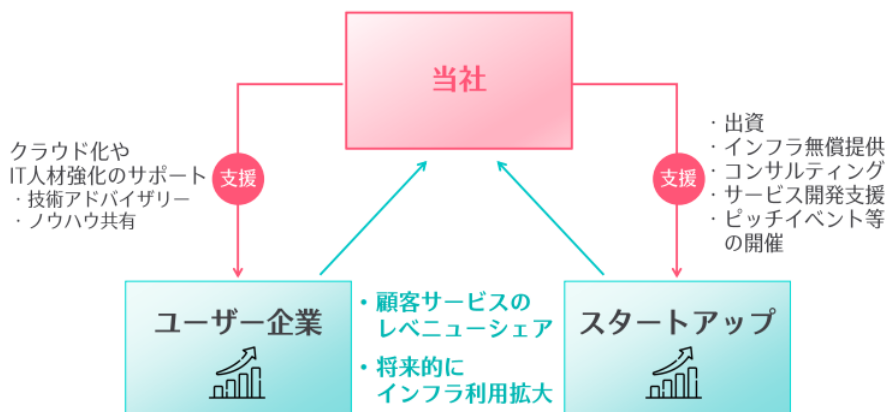 当社
クラウド化や
IT人材強化のサポート
・技術アドバイザリー
・ノウハウ共有
支援
支援
・出資
・インフラ無償提供
・コンサルティング
・サービス開発支援
・ピッチイベント等
の開催
ユーザー企業
・顧客サービスの
レベニューシェア
・将来的に
インフラ利用拡大
スタートアップ